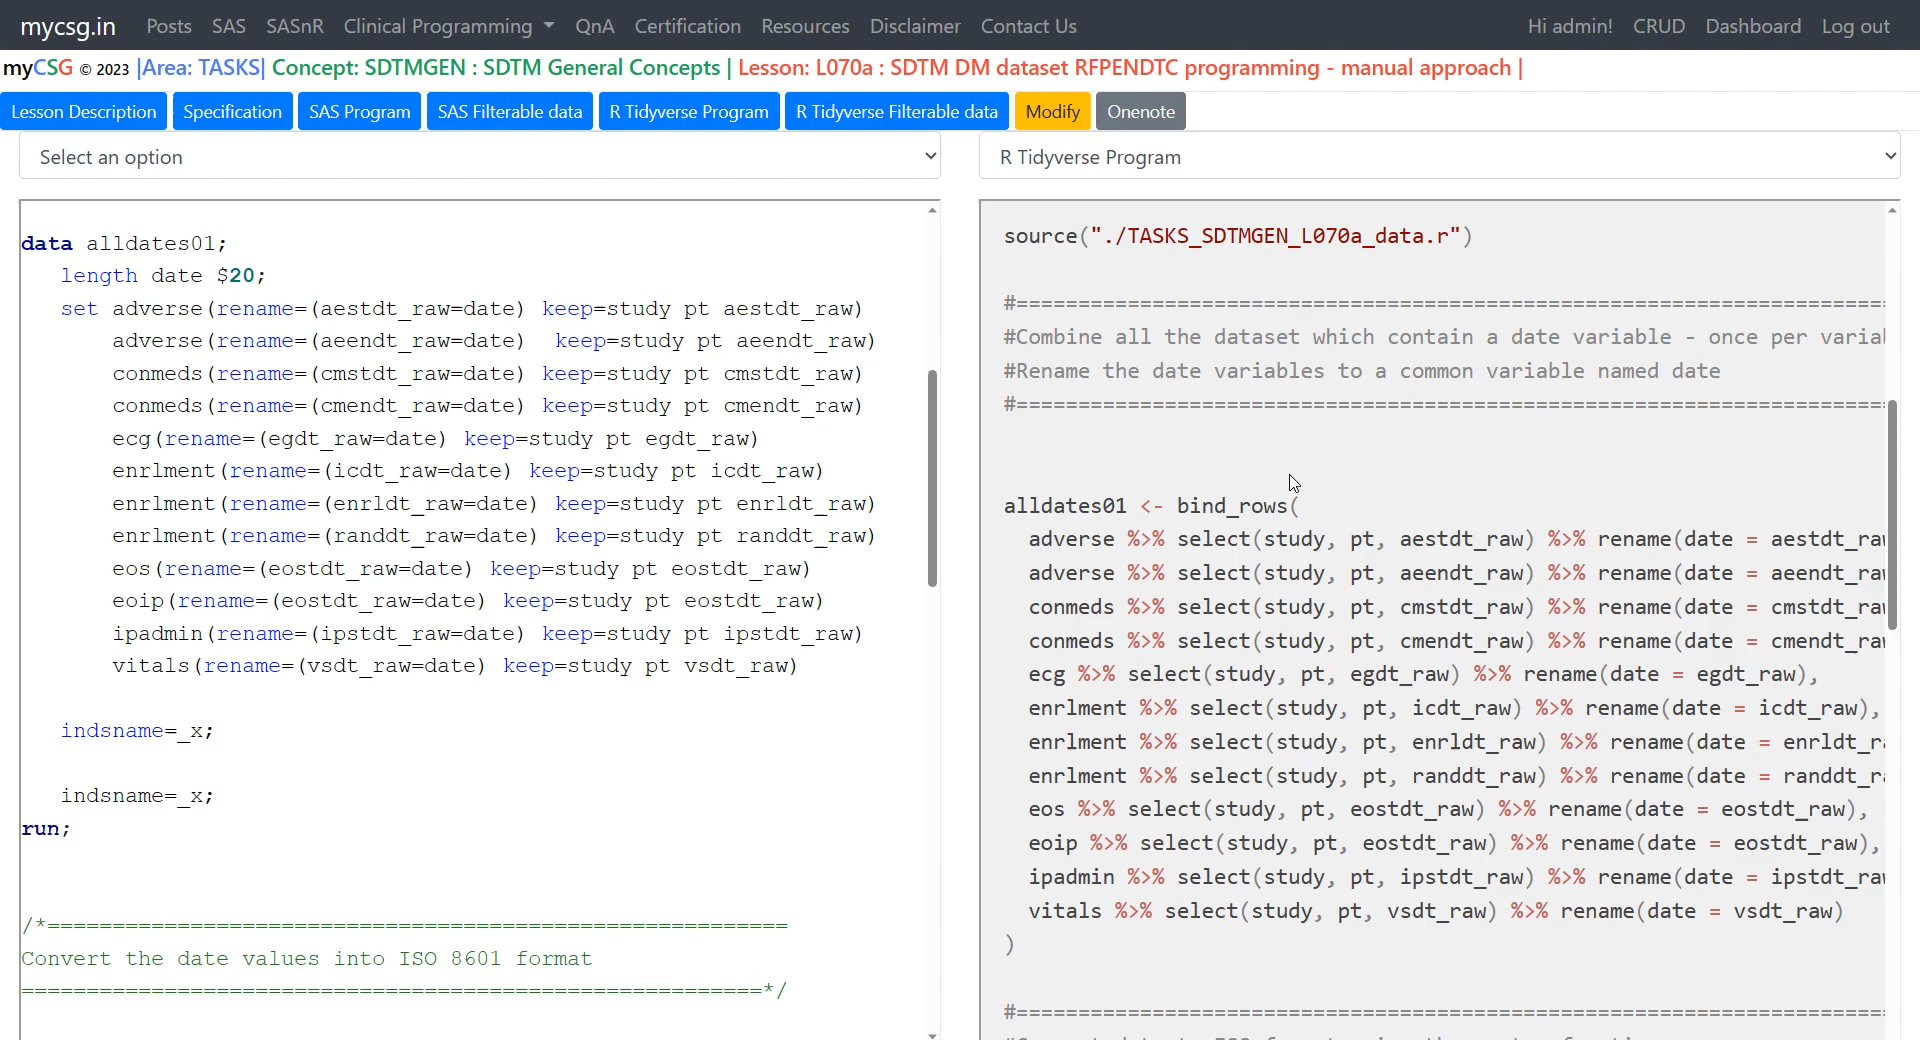 mycsg.in Posts SAS SASnR Clinical Programming QnA Certification Resources Disclaimer Contact Us Hi admin! CRUD Dashboard Log out
myCSG © 2023 |Area: TASKS| Concept: SDTMGEN : SDTM General Concepts | Lesson: L070a : SDTM DM dataset RFPENDTC programming - manual approach |
Lesson Description Specification SAS Program SAS Filterable data R Tidyverse Program R Tidyverse Filterable data Modify Onenote
Select an option
data alldates01;
length date $20;
set adverse(rename=(aestdt_raw=date) keep=study pt aestdt_raw)
adverse(rename=(aeendt_raw=date) keep=study pt aeendt_raw)
conmeds(rename=(cmstdt_raw=date) keep=study pt cmstdt_raw)
conmeds(rename=(cmendt_raw=date) keep=study pt cmendt_raw)
ecg(rename=(egdt_raw=date) keep=study pt egdt_raw)
enrlment(rename=(icdt_raw=date) keep=study pt icdt_raw)
enrlment(rename=(enrldt_raw=date) keep=study pt enrldt_raw)
enrlment(rename=(randdt_raw=date) keep=study pt randdt_raw)
eos(rename=(eostdt_raw=date) keep=study pt eostdt_raw)
eoip(rename=(eostdt_raw=date) keep=study pt eostdt_raw)
ipadmin(rename=(ipstdt_raw=date) keep=study pt ipstdt_raw)
vitals(rename=(vsdt_raw=date) keep=study pt vsdt_raw)
indsname=_x;
indsname=_x;
run;
/*=========================================================
Convert the date values into ISO 8601 format
=========================================================*/
R Tidyverse Program
source("./TASKS_SDTMGEN_L070a_data.r")
#======================================================================
#Combine all the dataset which contain a date variable - once per varia
#Rename the date variables to a common variable named date
#======================================================================
alldates01 <- bind_rows(
adverse %>% select(study, pt, aestdt_raw) %>% rename(date = aestdt_ra
adverse %>% select(study, pt, aeendt_raw) %>% rename(date = aeendt_ra
conmeds %>% select(study, pt, cmstdt_raw) %>% rename(date = cmstdt_ra
conmeds %>% select(study, pt, cmendt_raw) %>% rename(date = cmendt_ra
ecg %>% select(study, pt, egdt_raw) %>% rename(date = egdt_raw),
enrlment %>% select(study, pt, icdt_raw) %>% rename(date = icdt_raw),
enrlment %>% select(study, pt, enrldt_raw) %>% rename(date = enrldt_r
enrlment %>% select(study, pt, randdt_raw) %>% rename(date = randdt_r
eos %>% select(study, pt, eostdt_raw) %>% rename(date = eostdt_raw),
eoip %>% select(study, pt, eostdt_raw) %>% rename(date = eostdt_raw),
ipadmin %>% select(study, pt, ipstdt_raw) %>% rename(date = ipstdt_ra
vitals %>% select(study, pt, vsdt_raw) %>% rename(date = vsdt_raw)
)
#======================================================================